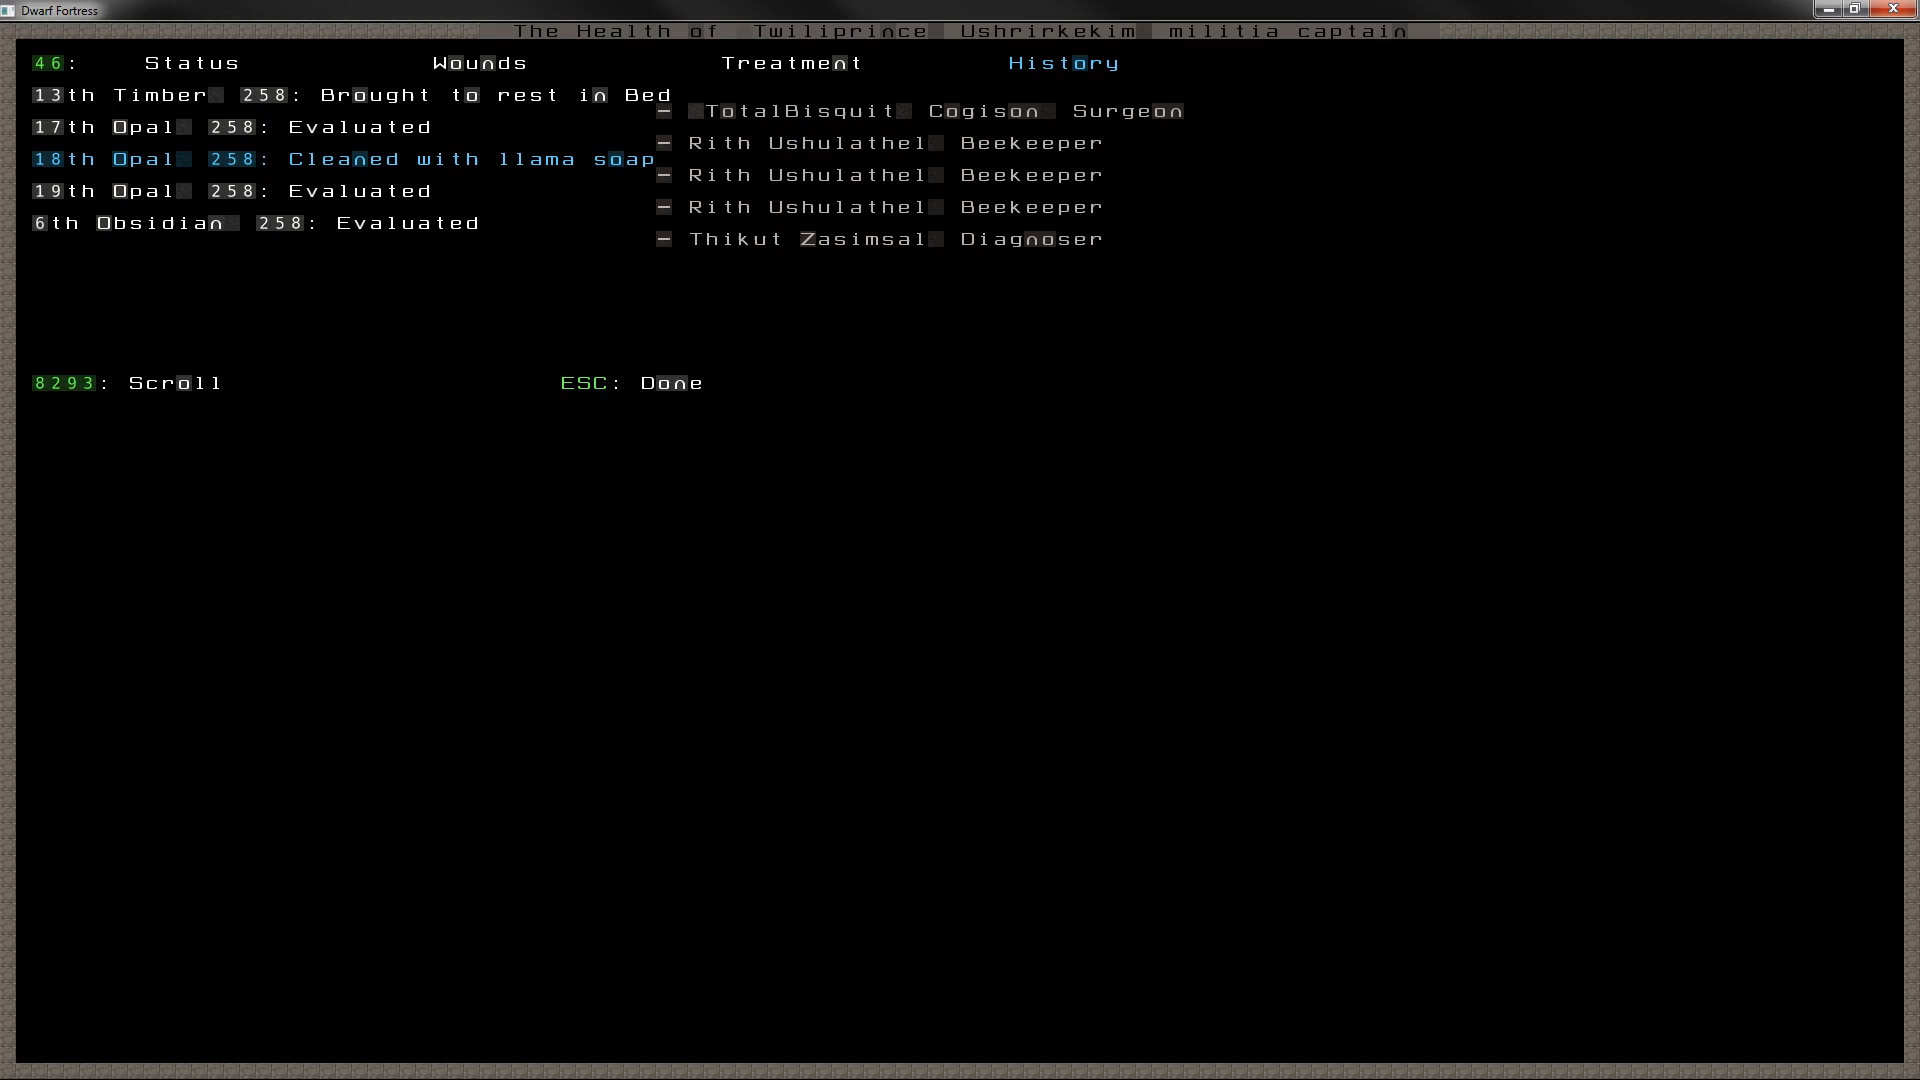 Dwarf Fortress
The Health of Twiliprince Ushrirkekim militia captain
46: Status Wounds Treatment History
13th Timber 258: Brought to rest in Bed
- TotalBisquit Cogison Surgeon
17th Opal 258: Evaluated
- Rith Ushulathel Beekeeper
18th Opal 258: Cleaned with llama soap
- Rith Ushulathel Beekeeper
19th Opal 258: Evaluated
- Rith Ushulathel Beekeeper
6th Obsidian 258: Evaluated
- Thikut Zasimsal Diagnoser
8293: Scroll ESC: Done